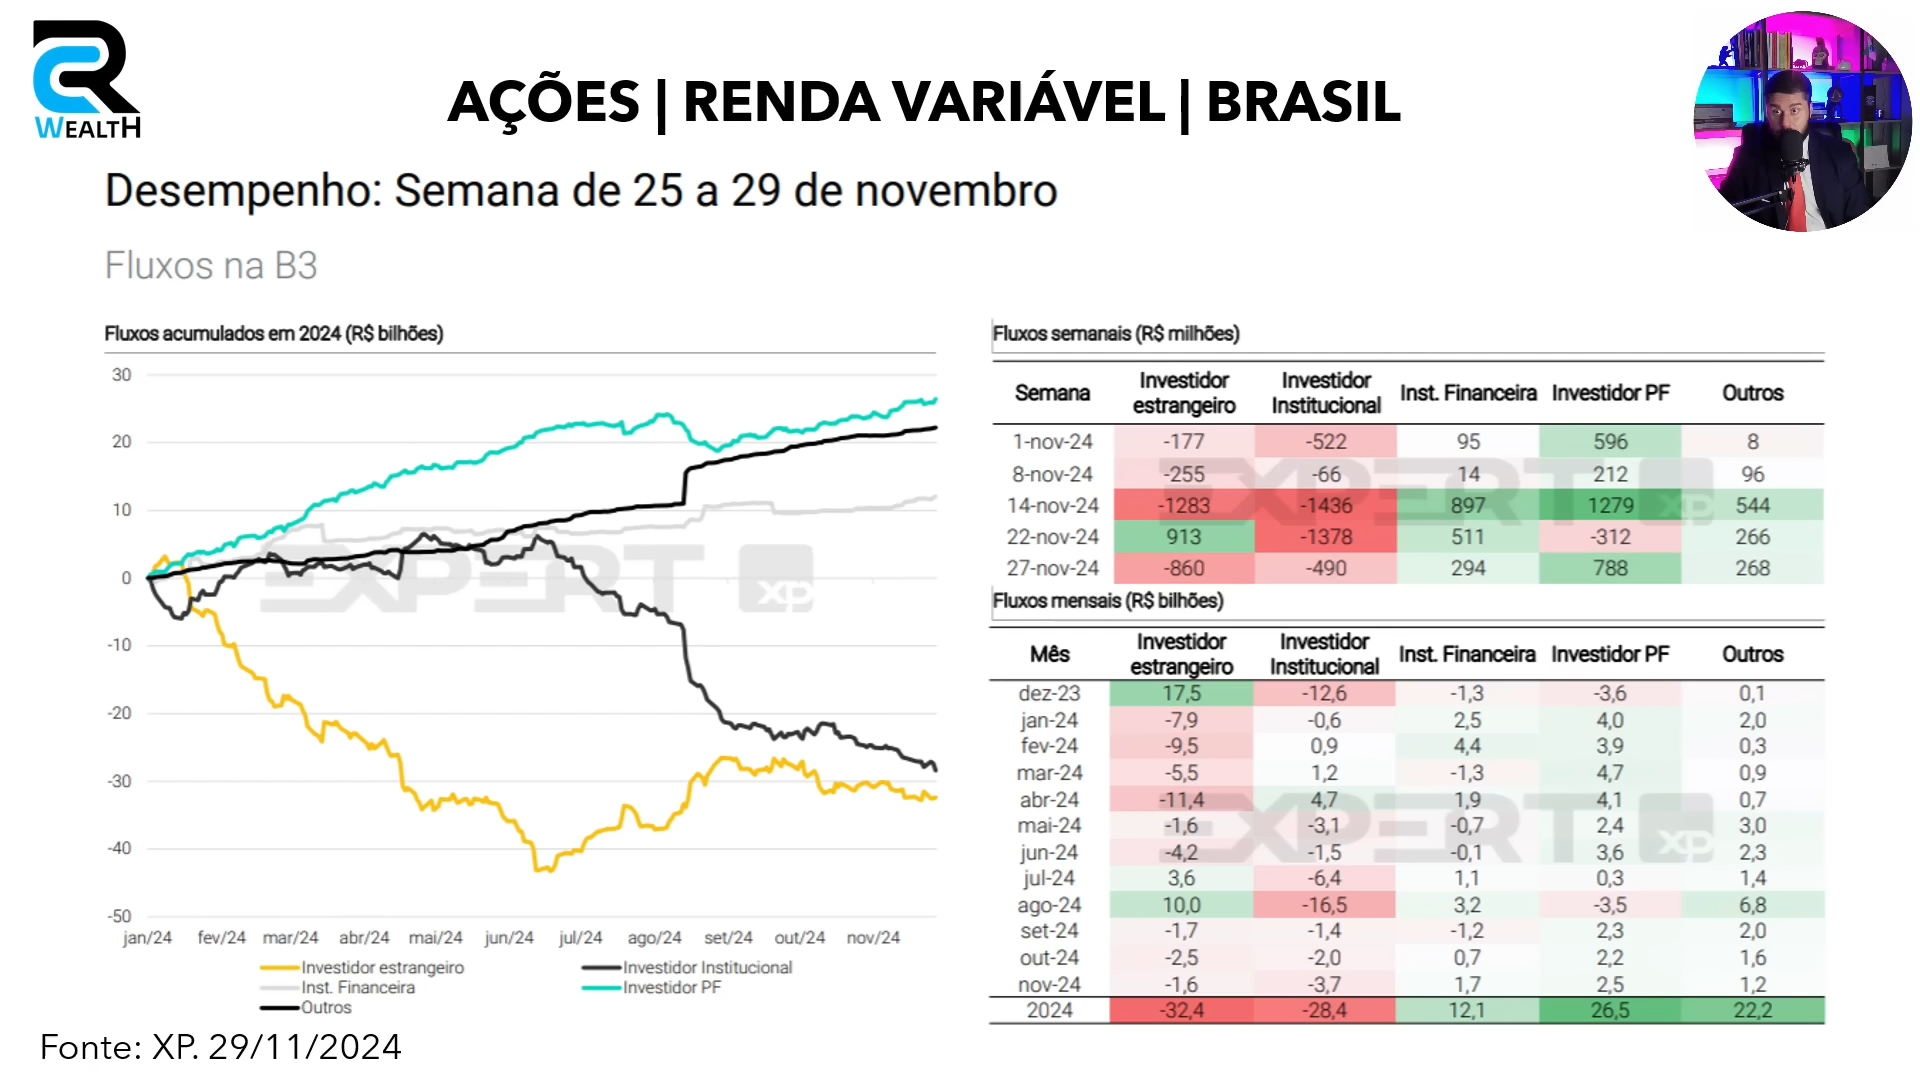 CR
WEALTH
AÇÕES | RENDA VARIÁVEL | BRASIL
Desempenho: Semana de 25 a 29 de novembro
Fluxos na B3
Fluxos acumulados em 2024 (R$ bilhões)
30
20
10
0
-10
-20
-30
-40
-50
jan/24 fev/24 mar/24 abr/24 mai/24 jun/24 jul/24 ago/24 set/24 out/24 nov/24
EXPERT xp
Investidor estrangeiro Investidor Institucional
Inst. Financeira Investidor PF
Outros
Fluxos semanais (R$ milhões)
Semana Investidor estrangeiro Investidor Institucional Inst. Financeira Investidor PF Outros
1-nov-24 -177 -522 95 596 8
8-nov-24 -255 -66 14 212 96
14-nov-24 -1283 -1436 897 1279 544
22-nov-24 913 -1378 511 -312 266
27-nov-24 -860 -490 294 788 268
EXPERT xp
Fluxos mensais (R$ bilhões)
Mês Investidor estrangeiro Investidor Institucional Inst. Financeira Investidor PF Outros
dez-23 17,5 -12,6 -1,3 -3,6 0,1
jan-24 -7,9 -0,6 2,5 4,0 2,0
fev-24 -9,5 0,9 4,4 3,9 0,3
mar-24 -5,5 1,2 -1,3 4,7 0,9
abr-24 -11,4 4,7 1,9 4,1 0,7
mai-24 -1,6 -3,1 -0,7 2,4 3,0
jun-24 -4,2 -1,5 -0,1 3,6 2,3
jul-24 3,6 -6,4 1,1 0,3 1,4
ago-24 10,0 -16,5 3,2 -3,5 6,8
set-24 -1,7 -1,4 -1,2 2,3 2,0
out-24 -2,5 -2,0 0,7 2,2 1,6
nov-24 -1,6 -3,7 1,7 2,5 1,2
2024 -32,4 -28,4 12,1 26,5 22,2
EXPERT xp
Fonte: XP. 29/11/2024